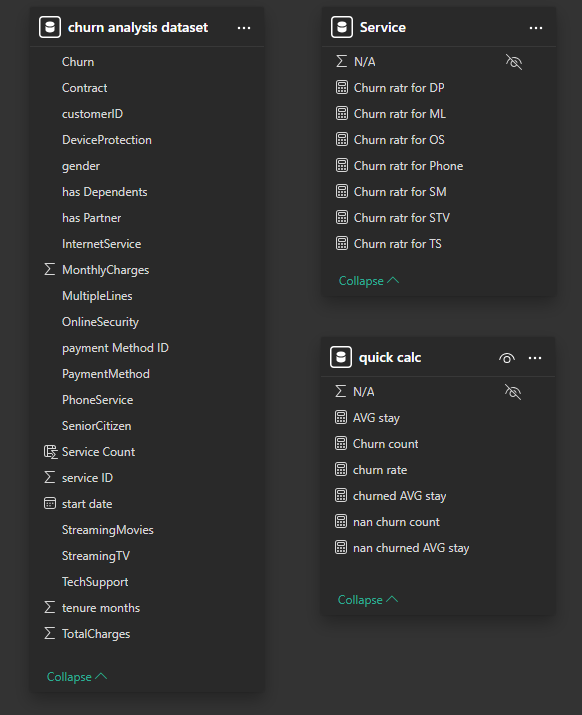 churn analysis dataset
Churn
Contract
customerID
DeviceProtection
gender
has Dependents
has Partner
InternetService
MonthlyCharges
MultipleLines
OnlineSecurity
payment Method ID
PaymentMethod
PhoneService
SeniorCitizen
Service Count
service ID
start date
StreamingMovies
StreamingTV
TechSupport
tenure months
TotalCharges
Collapse
Service
N/A
Churn ratr for DP
Churn ratr for ML
Churn ratr for OS
Churn ratr for Phone
Churn ratr for SM
Churn ratr for STV
Churn ratr for TS
Collapse
quick calc
N/A
AVG stay
Churn count
churn rate
churned AVG stay
nan churn count
nan churned AVG stay
Collapse